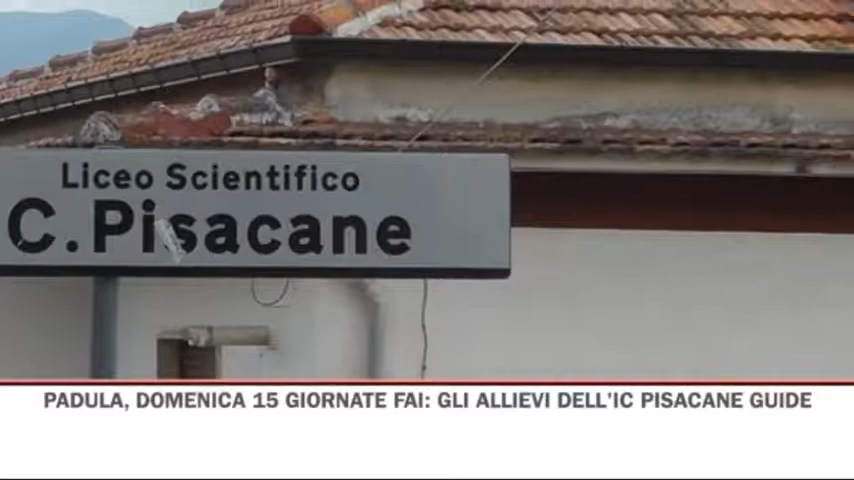 Liceo Scientifico
C. Pisacane
PADULA, DOMENICA 15 GIORNATE FAI: GLI ALLIEVI DELL'IC PISACANE GUIDE